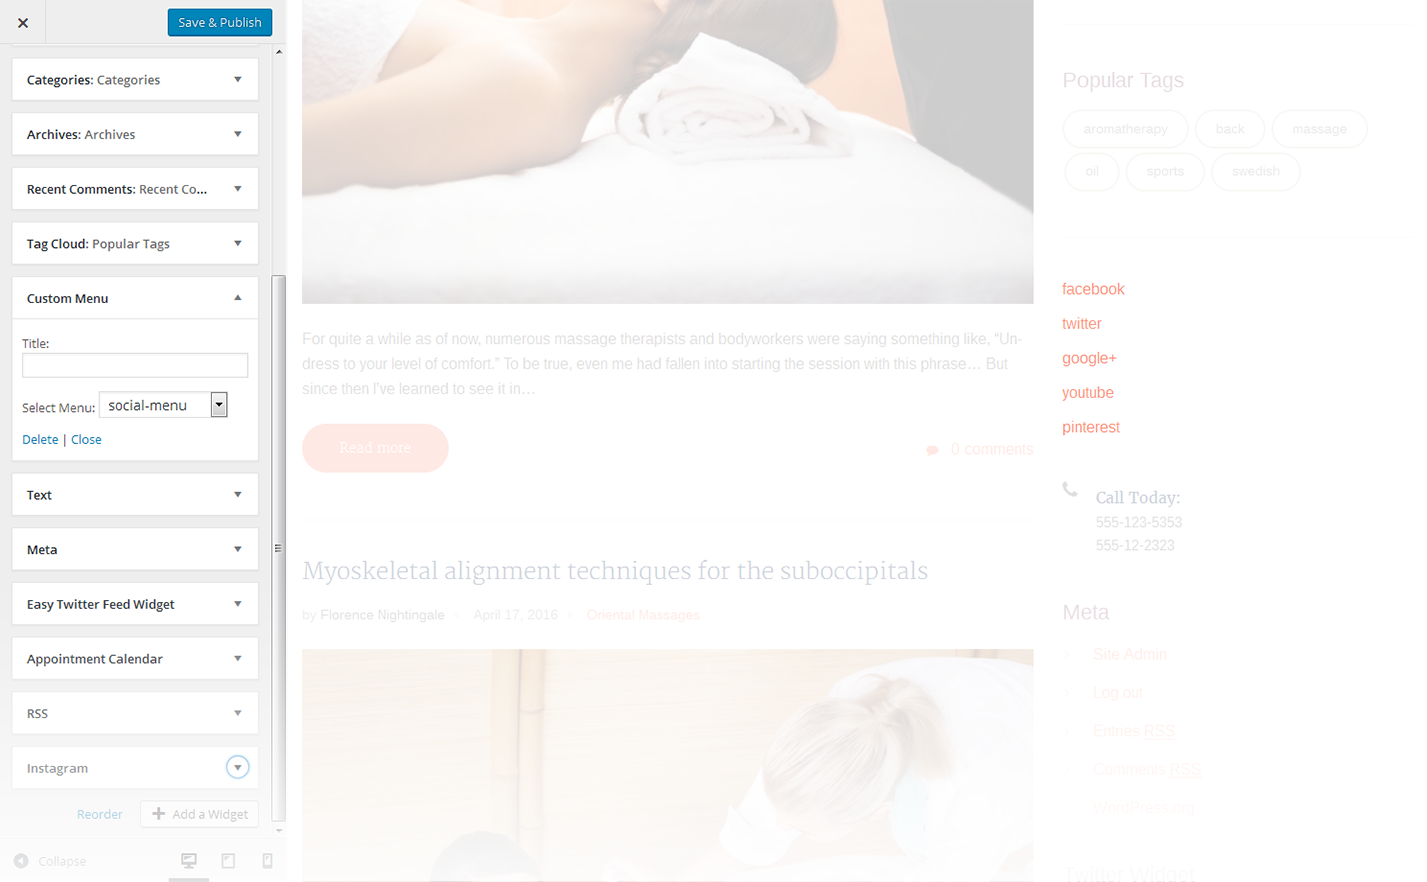 Save & Publish
Categories: Categories
Archives: Archives
Recent Comments: Recent Co...
Tag Cloud: Popular Tags
Custom Menu
Title:
Select Menu: social-menu
Delete | Close
Text
Meta
Easy Twitter Feed Widget
Appointment Calendar
RSS
Instagram
Reorder
Add a Widget
Collapse
For quite a while as of now, numerous massage therapists and bodyworkers were saying something like, “Un-
dress to your level of comfort.” To be true, even me had fallen into starting the session with this phrase… But
since then I’ve learned to see it in…
Read more
0 comments
Myoskeletal alignment techniques for the suboccipitals
by Florence Nightingale
April 17, 2016
Oriental Massages
Popular Tags
aromatherapy
back
massage
oil
sports
swedish
facebook
twitter
google+
youtube
pinterest
Call Today:
555-123-5353
555-12-2323
Meta
Site Admin
Log out
Entries RSS
Comments RSS
WordPress.org
Twitter Widget